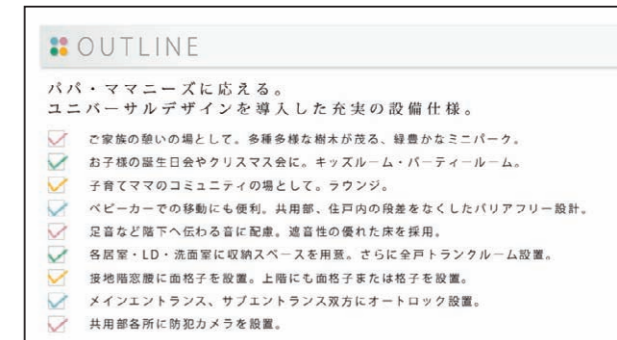 OUTLINE
パパ・ママニーズに応える。
ユニバーサルデザインを導入した充実の設備仕様。
ご家族の憩いの場として。多種多様な樹木が茂る、緑豊かなミニパーク。
お子様の誕生日会やクリスマス会に。キッズルーム・パーティールーム。
子育てママのコミュニティの場として。ラウンジ。
ベビーカーでの移動にも便利。共用部、住戸内の段差をなくしたバリアフリー設計。
足音など階下へ伝わる音に配慮。遮音性の優れた床を採用。
各居室・LD・洗面室に収納スペースを用意。さらに全戸トランクルーム設置。
接地階窓腰に面格子を設置。上階にも面格子または格子を設置。
メインエントランス、サブエントランス双方にオートロック設置。
共用部各所に防犯カメラを設置。